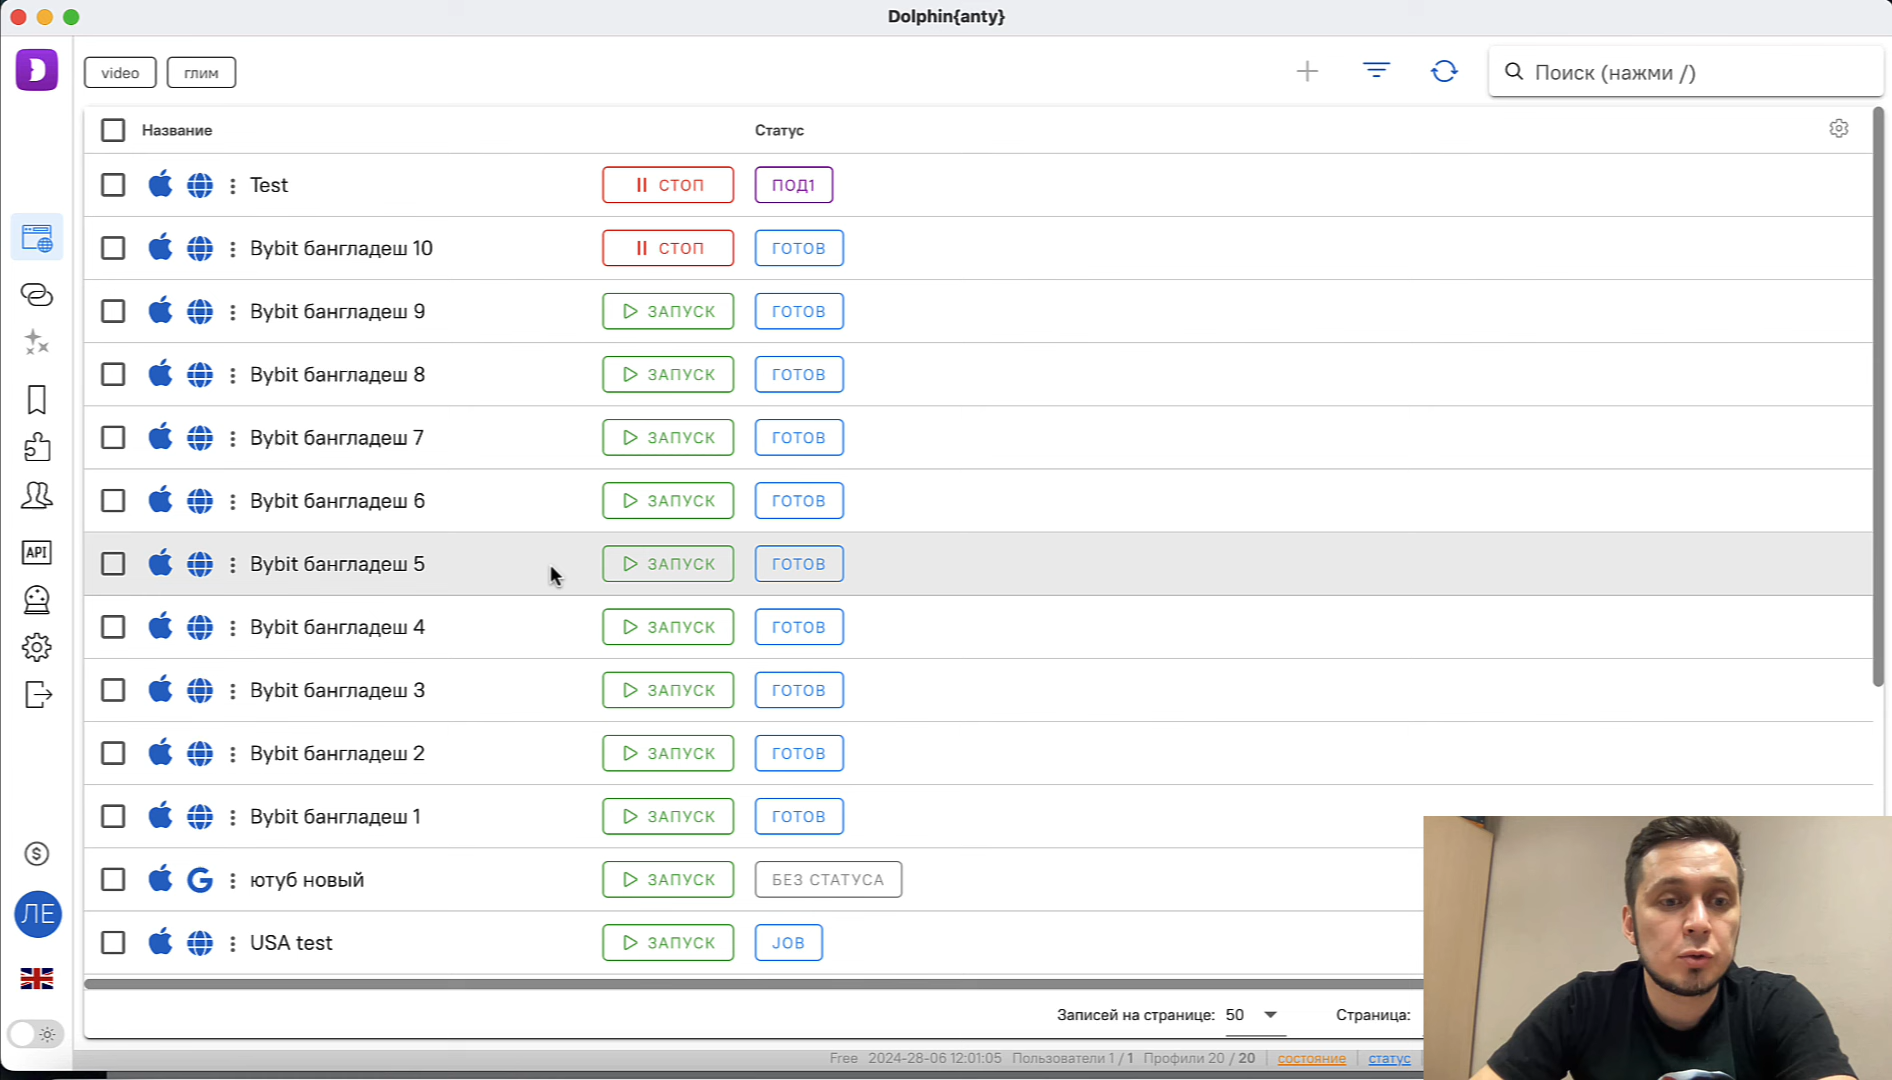 Dolphin{anty}
video
глим
Поиск (нажми /)
Название
Статус
Test
СТОП
ПОД1
Bybit бангладеш 10
СТОП
ГОТОВ
Bybit бангладеш 9
ЗАПУСК
ГОТОВ
Bybit бангладеш 8
ЗАПУСК
ГОТОВ
Bybit бангладеш 7
ЗАПУСК
ГОТОВ
Bybit бангладеш 6
ЗАПУСК
ГОТОВ
Bybit бангладеш 5
ЗАПУСК
ГОТОВ
Bybit бангладеш 4
ЗАПУСК
ГОТОВ
Bybit бангладеш 3
ЗАПУСК
ГОТОВ
Bybit бангладеш 2
ЗАПУСК
ГОТОВ
Bybit бангладеш 1
ЗАПУСК
ГОТОВ
ютуб новый
ЗАПУСК
БЕЗ СТАТУСА
USA test
ЗАПУСК
JOB
API
ЛЕ
Записей на странице: 50
Страница:
Free 2024-28-06 12:01:05 Пользователи 1 / 1 Профили 20 / 20 | состояние | статус